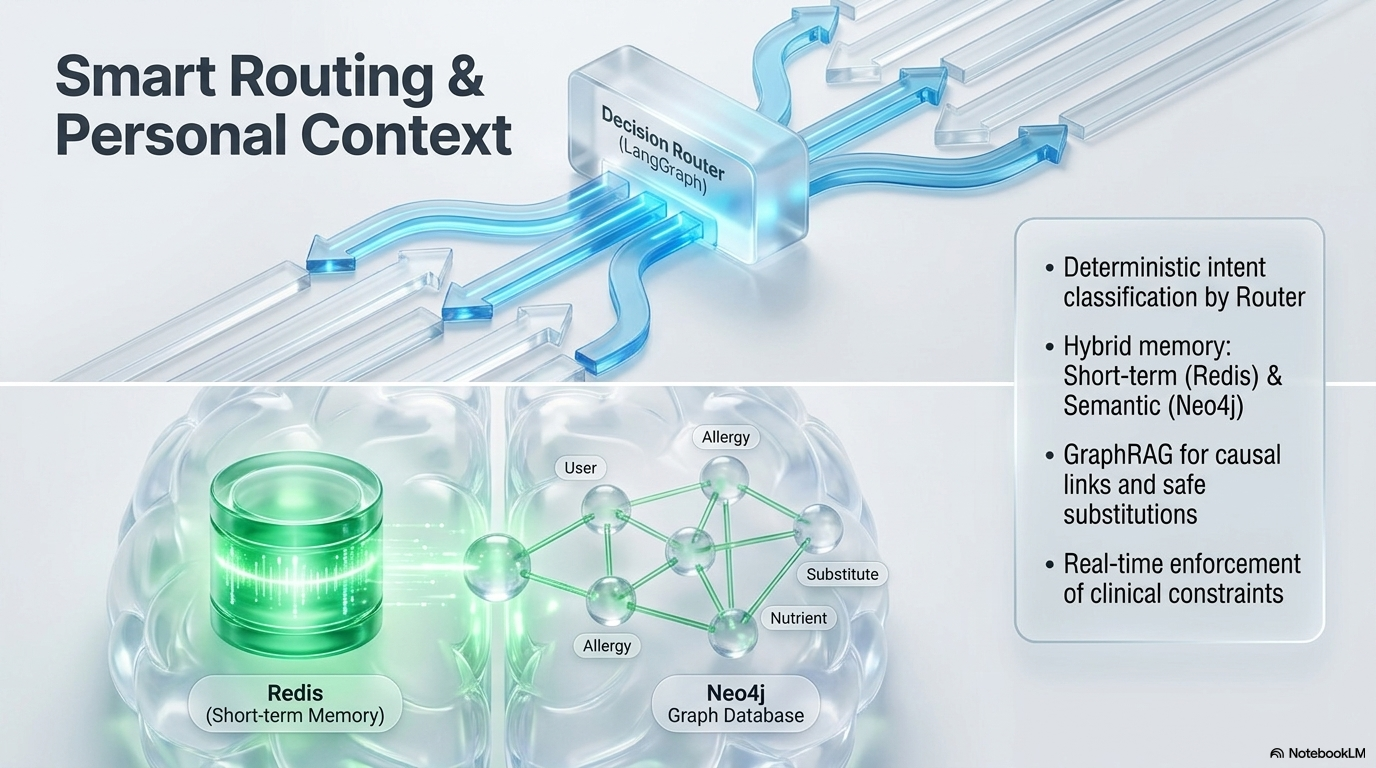 Smart Routing &
Personal Context
Decision Router
(LangGraph)
• Deterministic intent
classification by Router
• Hybrid memory:
Short-term (Redis) &
Semantic (Neo4j)
• GraphRAG for causal
links and safe
substitutions
• Real-time enforcement
of clinical constraints
Allergy
User
Substitute
Nutrient
Allergy
Redis
(Short-term Memory)
Neo4j
Graph Database
NotebookLM